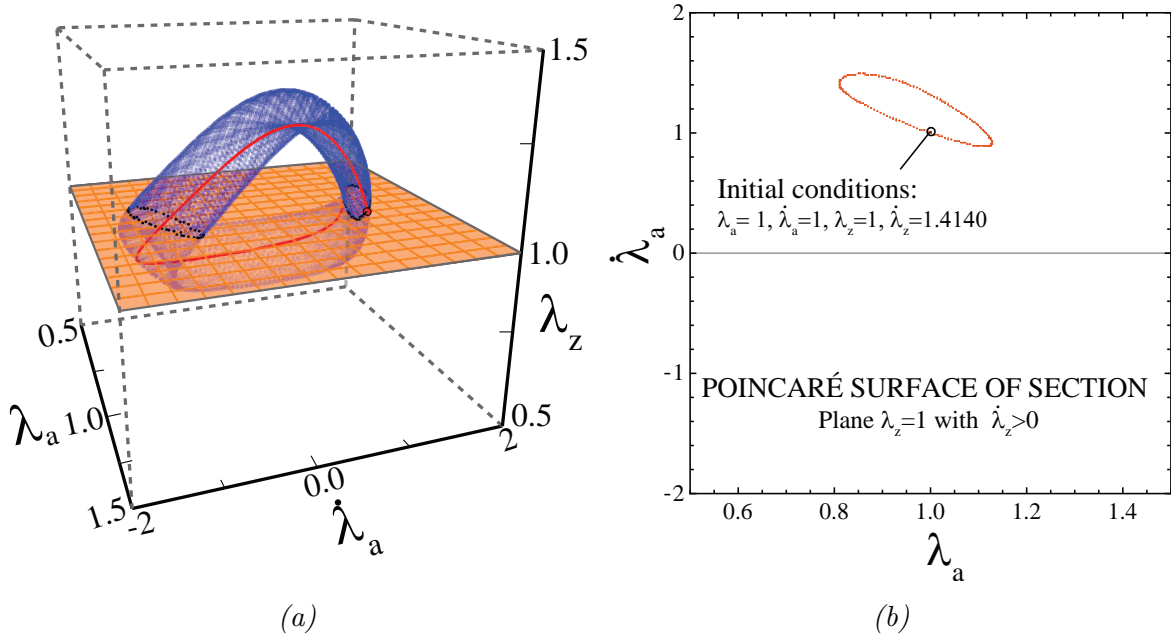 1.5
1.0
λz
0.5
0.5
λa 1.0
1.5
-2
0.0
2
λ̇a
(a)
2
1
0
-1
-2
λ̇a
Initial conditions:
λa= 1, λ̇a=1, λz=1, λ̇z=1.4140
POINCARÉ SURFACE OF SECTION
Plane λz=1 with λ̇z>0
0.6 0.8 1.0 1.2 1.4
λa
(b)